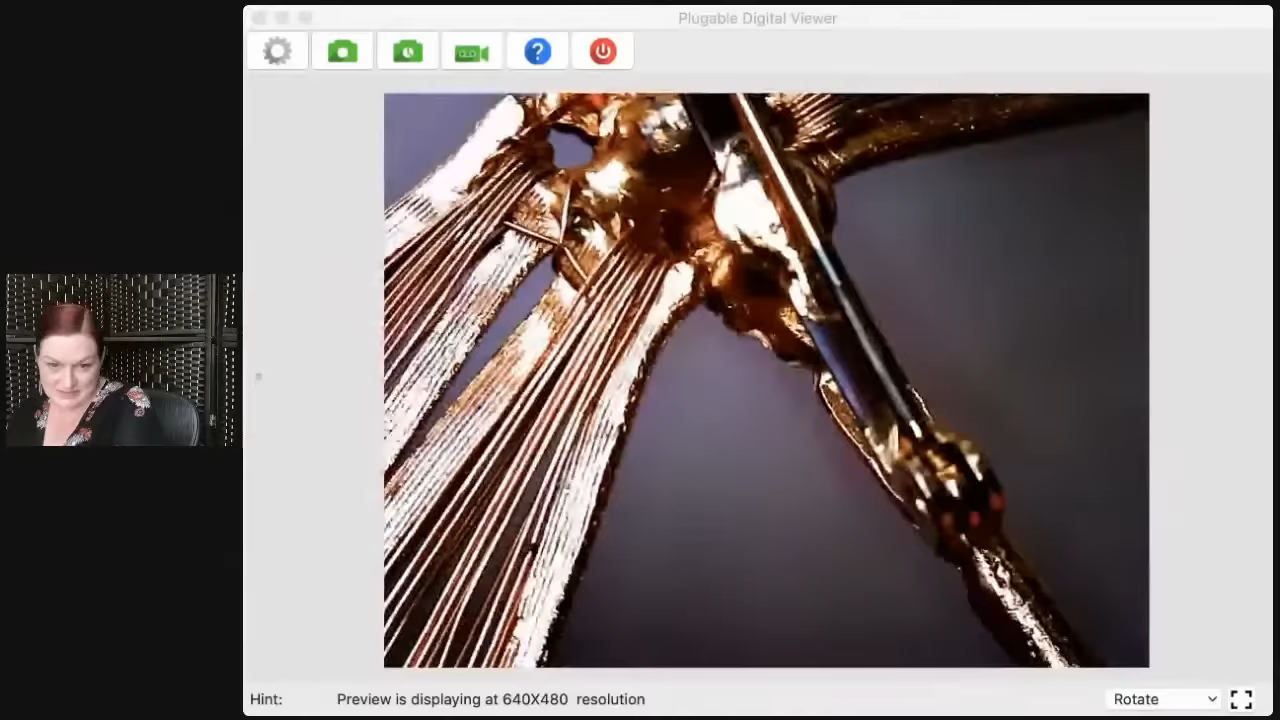 Plugable Digital Viewer
?
Hint:
Preview is displaying at 640X480 resolution
Rotate